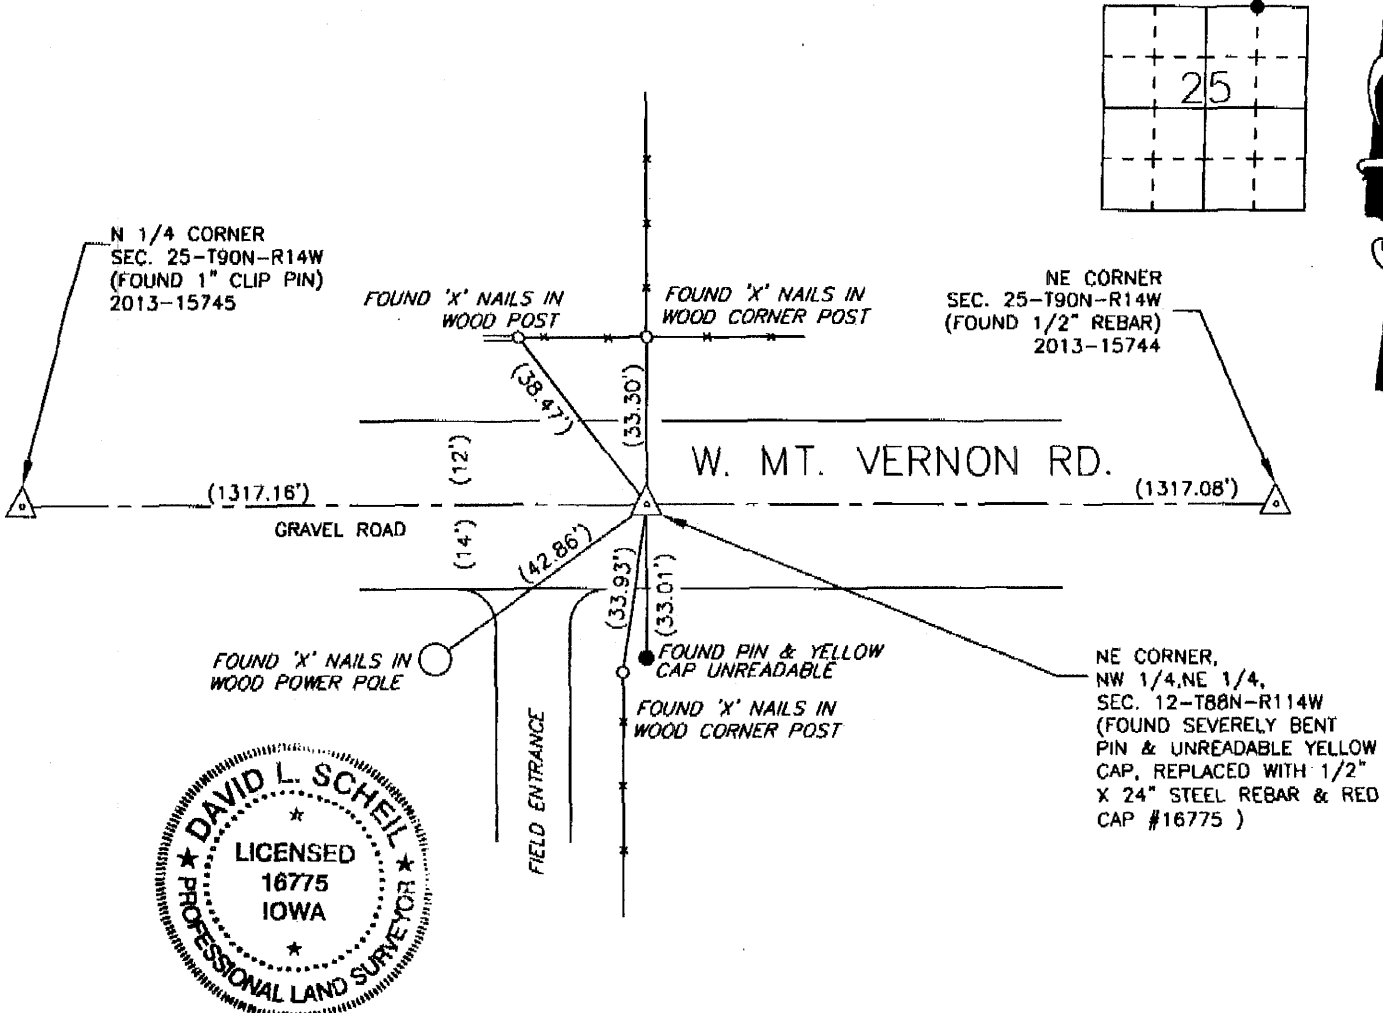 25
N 1/4 CORNER
SEC. 25-T90N-R14W
(FOUND 1" CLIP PIN)
2013-15745
FOUND 'X' NAILS IN
WOOD POST
FOUND 'X' NAILS IN
WOOD CORNER POST
NE CORNER
SEC. 25-T90N-R14W
(FOUND 1/2" REBAR)
2013-15744
(38.47')
(33.30')
(12')
W. MT. VERNON RD.
(1317.16')
(1317.08')
GRAVEL ROAD
(14')
(42.86')
(33.93')
(33.01')
FOUND 'X' NAILS IN
WOOD POWER POLE
FOUND PIN & YELLOW
CAP UNREADABLE
FOUND 'X' NAILS IN
WOOD CORNER POST
FIELD ENTRANCE
NE CORNER,
NW 1/4,NE 1/4,
SEC. 12-T88N-R114W
(FOUND SEVERELY BENT
PIN & UNREADABLE YELLOW
CAP, REPLACED WITH 1/2"
X 24" STEEL REBAR & RED
CAP #16775 )
DAVID L. SCHEIL
LICENSED
16775
IOWA
PROFESSIONAL LAND SURVEYOR